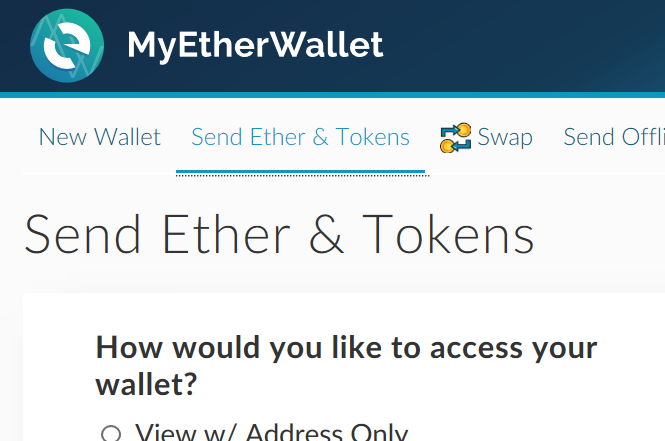 MyEtherWallet
New Wallet Send Ether & Tokens Swap Send Offli
Send Ether & Tokens
How would you like to access your
wallet?
View w/ Address Only